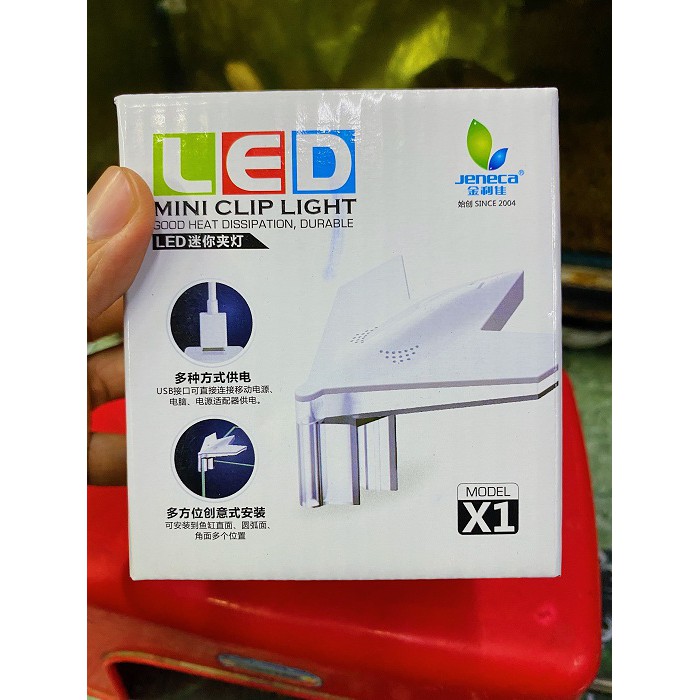 LED
MINI CLIP LIGHT
GOOD HEAT DISSIPATION, DURABLE
LED迷你夹灯
Jeneca®
金利佳
始创 SINCE 2004
多种方式供电
USB接口可直接连接移动电源、
电脑、电源适配器供电。
多方位创意式安装
可安装到鱼缸直面、圆弧面、
角面多个位置
MODEL
X1